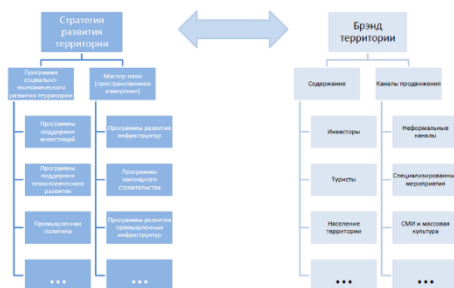 Стратегия
развития
территории
Бренд
территории
Программа
социально-
экономического
развития территории
Мастер-план
(пространственное
измерение)
Содержание
Каналы продвижения
Программы
поддержки
инвестиций
Программы развития
инфраструктур
Инвесторы
Неформальные
каналы
Программы
поддержки
технологического
развития
Программы
жилищного
строительства
Туристы
Специализированные
мероприятия
Промышленная
политика
Программы развития
промышленных
инфраструктур
Население
территории
СМИ и массовая
культура
...
...
...
...